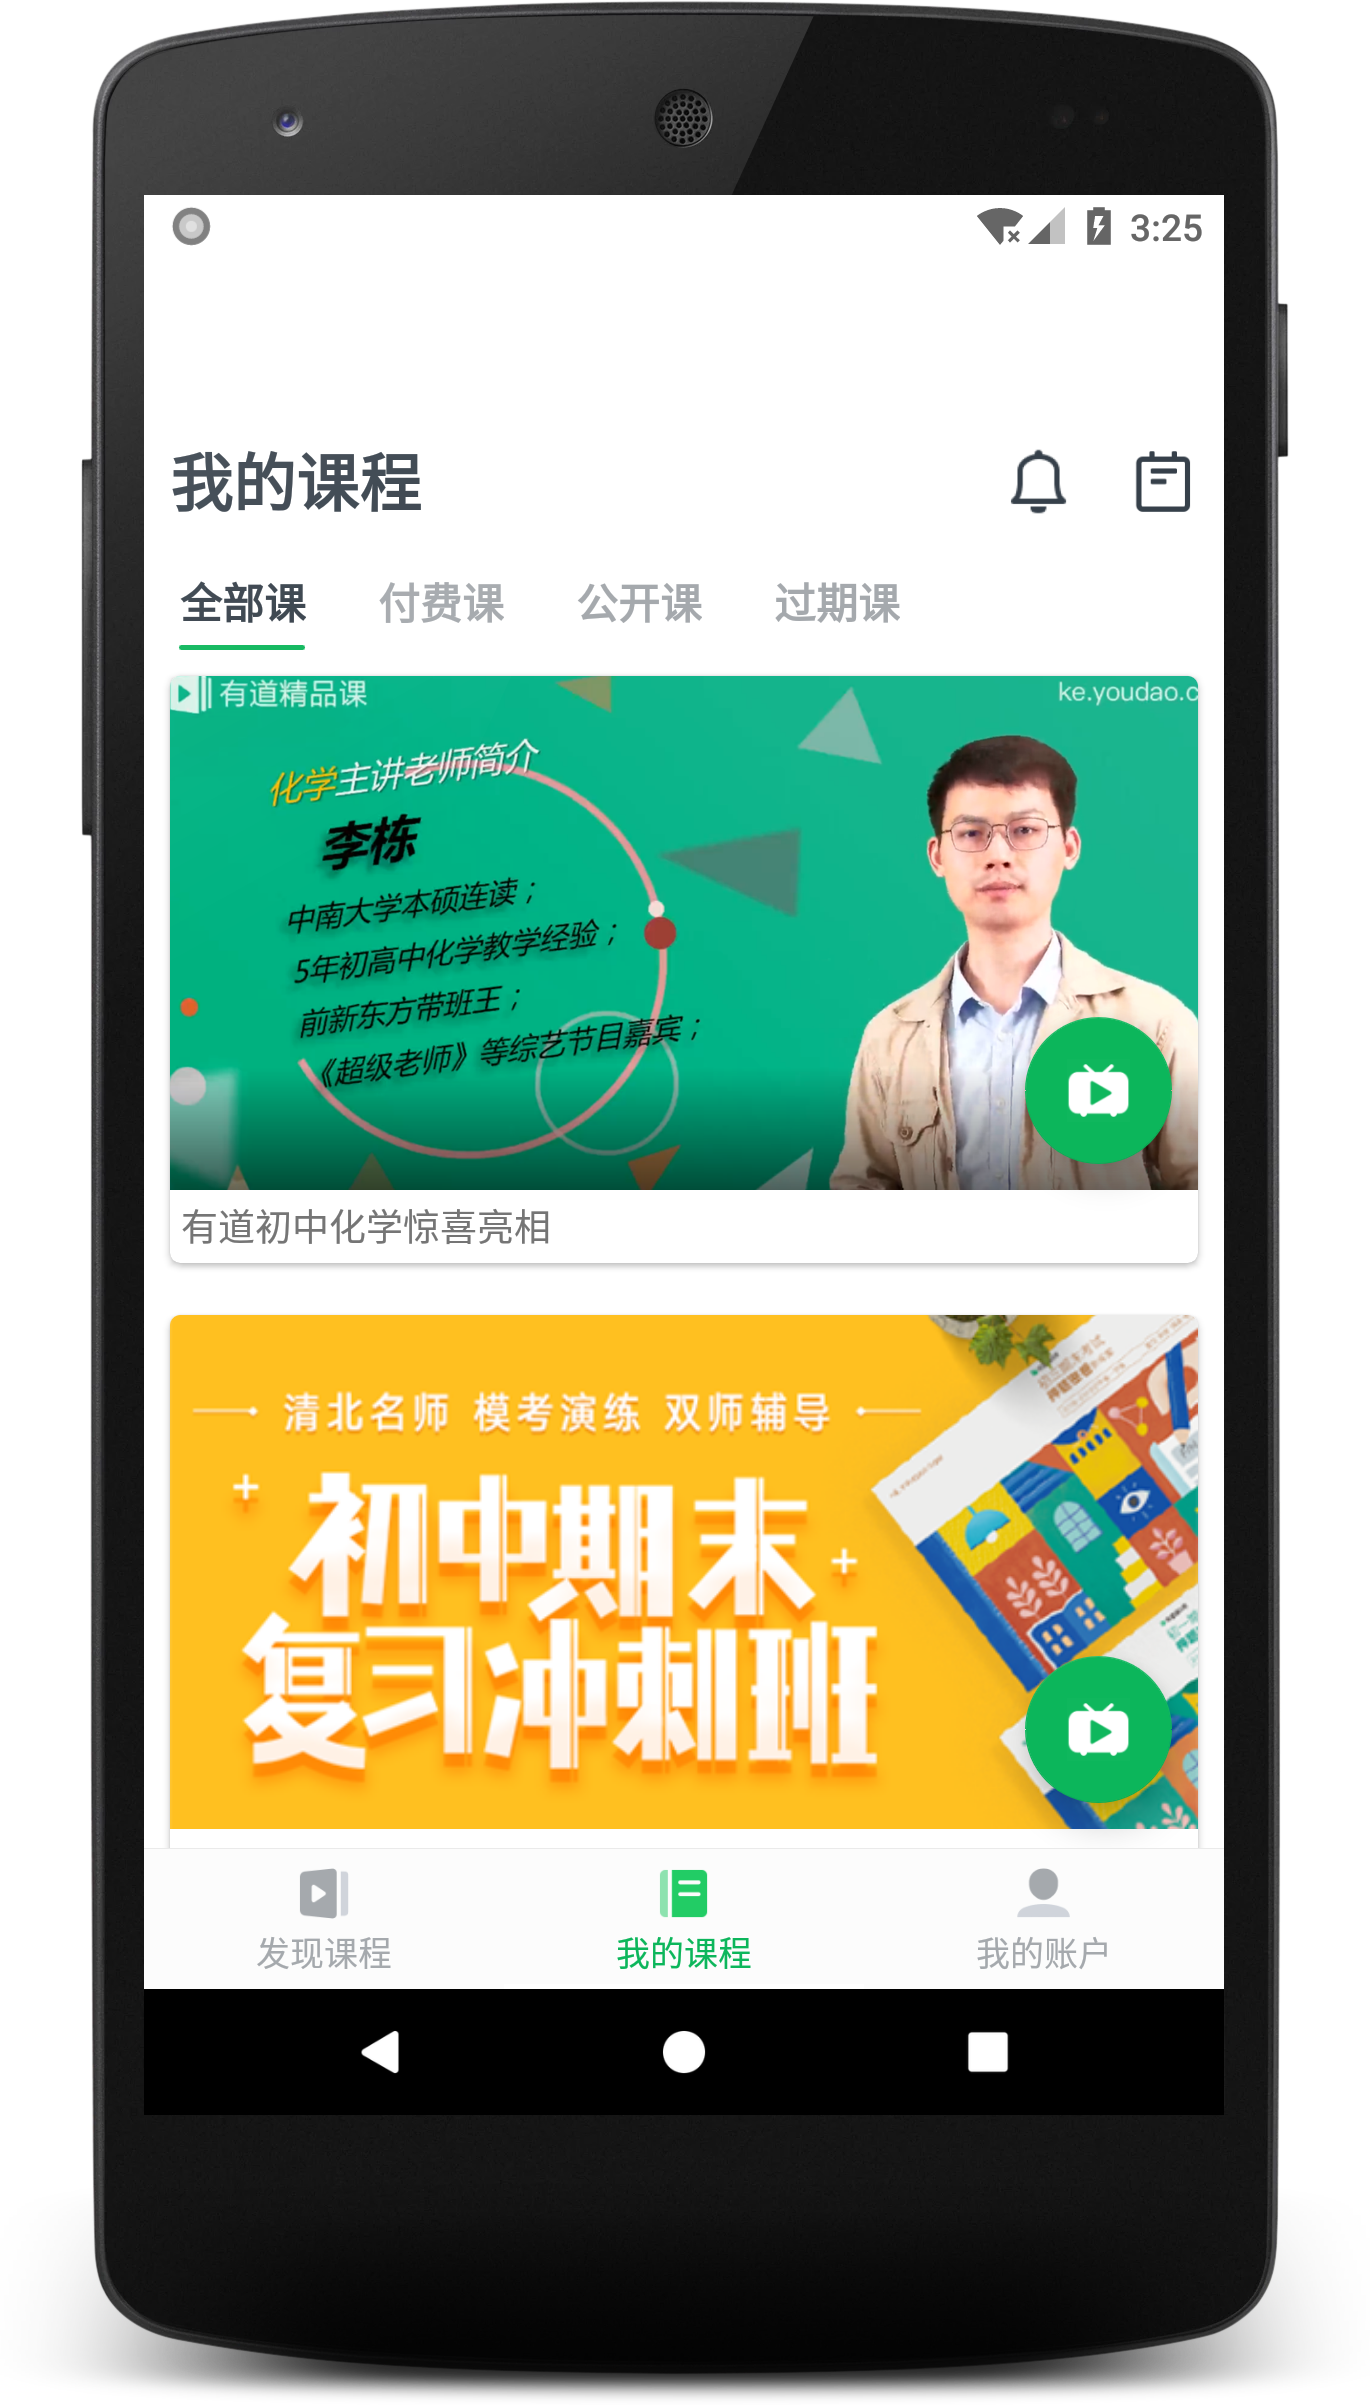 3:25
我的课程
全部课 付费课 公开课 过期课
有道精品课
ke.youdao.c
化学主讲老师简介
李栋
中南大学本硕连读；
5年初高中化学教学经验；
前新东方带班王；
《超级老师》等综艺节目嘉宾；
有道初中化学惊喜亮相
清北名师 模考演练 双师辅导
初中期末
复习冲刺班
发现课程 我的课程 我的账户